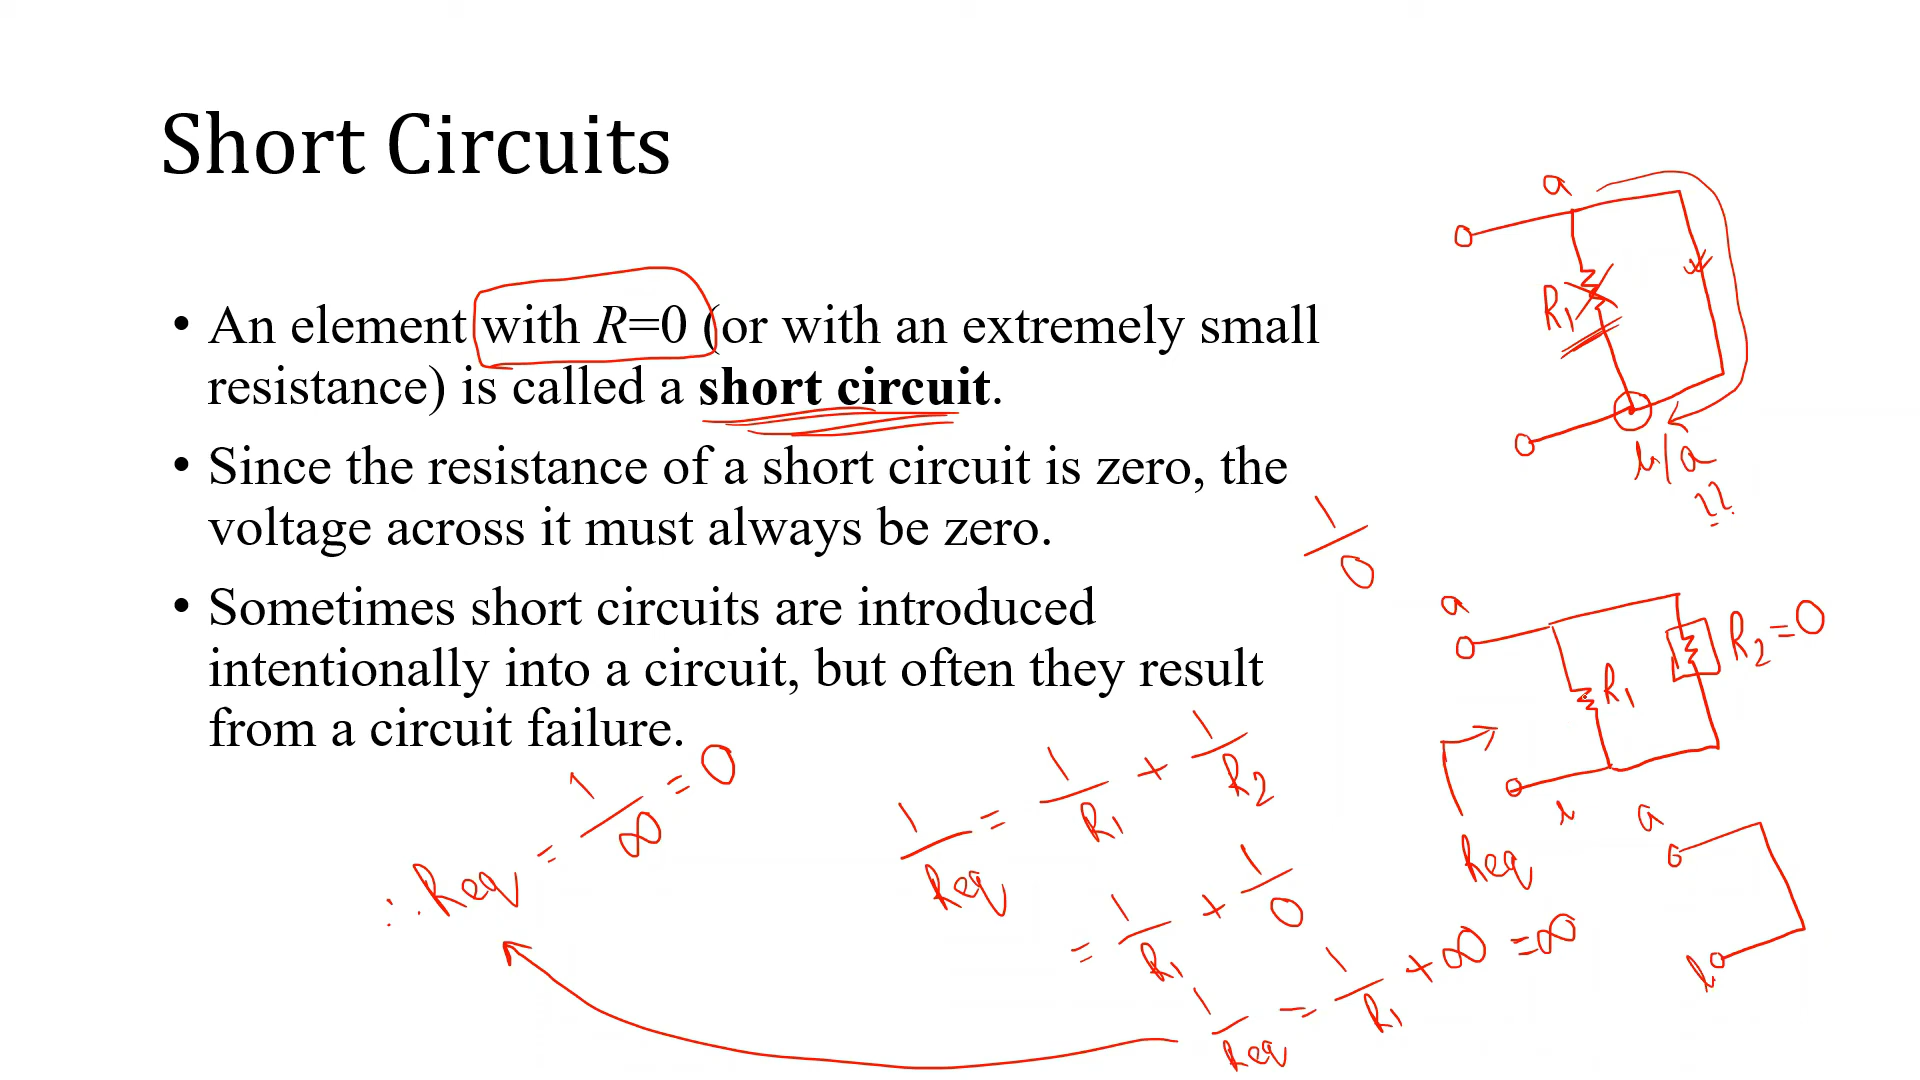 Short Circuits
• An element with R=0 (or with an extremely small
resistance) is called a short circuit.
• Since the resistance of a short circuit is zero, the
voltage across it must always be zero.
• Sometimes short circuits are introduced
intentionally into a circuit, but often they result
from a circuit failure.
a
R₁
b/a
??
1/0
a
R₁
R₂=0
b
Req
a
b
1/Req = 1/R₁ + 1/R₂
= 1/R₁ + 1/0
1/Req = 1/R₁ + ∞ = ∞
∴ Req = 1/∞ = 0